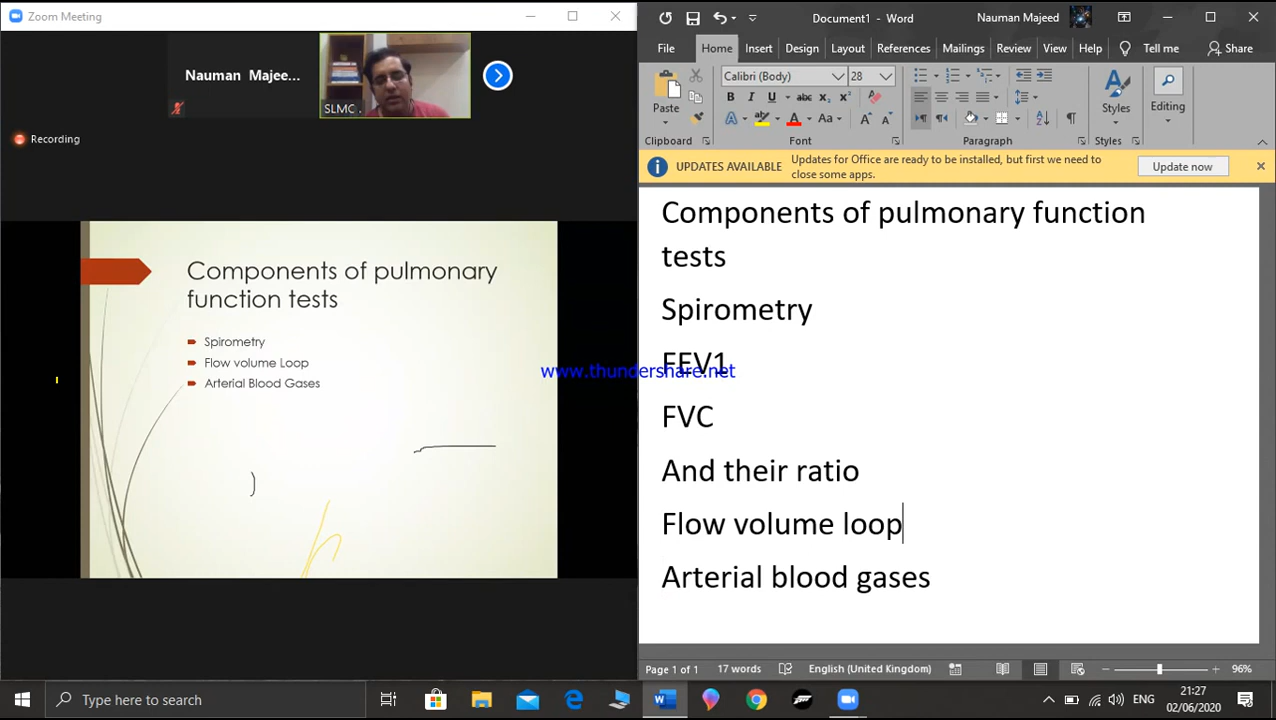 Zoom Meeting
Nauman Majee...
SLMC .
Recording
Components of pulmonary
function tests
Spirometry
Flow volume Loop
Arterial Blood Gases
www.thundershare.net
Document1 - Word
Nauman Majeed
File Home Insert Design Layout References Mailings Review View Help Tell me Share
Calibri (Body) 28
Paste
Styles
Editing
Clipboard Font Paragraph Styles
UPDATES AVAILABLE Updates for Office are ready to be installed, but first we need to
close some apps.
Update now
Components of pulmonary function
tests
Spirometry
FEV1
FVC
And their ratio
Flow volume loop
Arterial blood gases
Page 1 of 1 17 words English (United Kingdom) 96%
Type here to search
ENG
21:27
02/06/2020